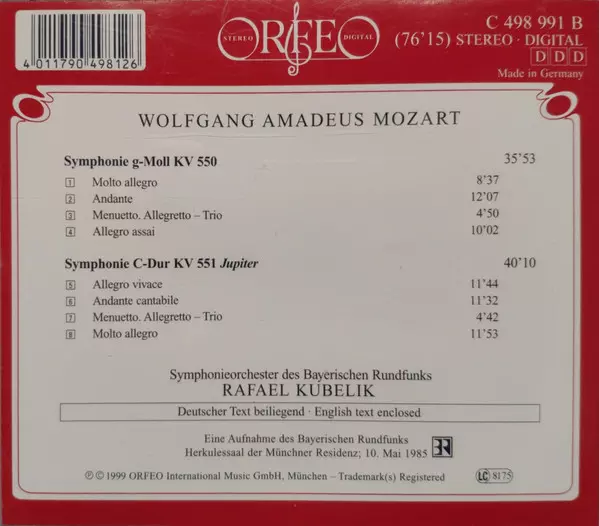 4 011790 498126
STEREO ORFEO DIGITAL
C 498 991 B
(76'15) STEREO · DIGITAL
D D D
Made in Germany
WOLFGANG AMADEUS MOZART
Symphonie g-Moll KV 550 35'53
1 Molto allegro 8'37
2 Andante 12'07
3 Menuetto. Allegretto – Trio 4'50
4 Allegro assai 10'02
Symphonie C-Dur KV 551 Jupiter 40'10
5 Allegro vivace 11'44
6 Andante cantabile 11'32
7 Menuetto. Allegretto – Trio 4'42
8 Molto allegro 11'53
Symphonieorchester des Bayerischen Rundfunks
RAFAEL KUBELIK
Deutscher Text beiliegend · English text enclosed
Eine Aufnahme des Bayerischen Rundfunks
Herkulessaal der Münchner Residenz; 10. Mai 1985
BR
℗ © 1999 ORFEO International Music GmbH, München – Trademark(s) Registered
LC 8175